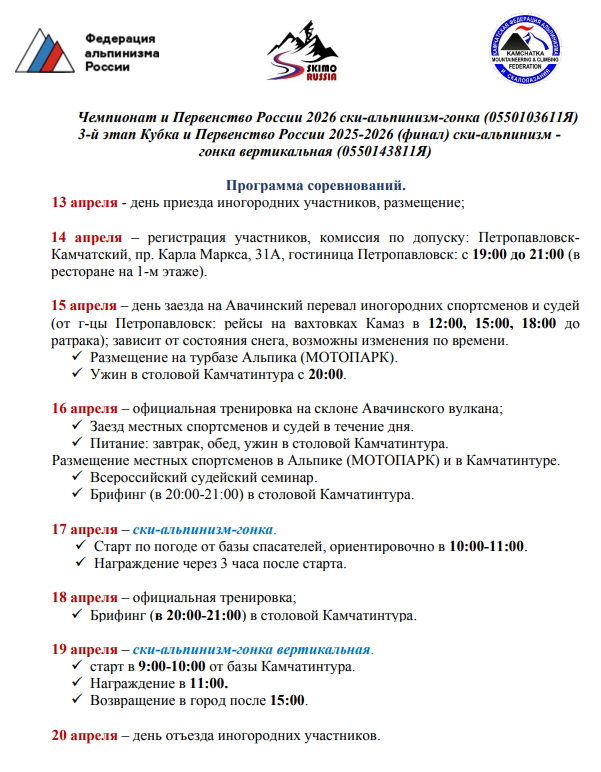 Федерация
альпинизма
России
SKIMO
RUSSIA
КАМЧАТСКАЯ ФЕДЕРАЦИЯ АЛЬПИНИЗМА
KAMCHATKA
MOUNTAINEERING & CLIMBING
FEDERATION
И СКАЛОЛАЗАНИЯ
Чемпионат и Первенство России 2026 ски-альпинизм-гонка (0550103611Я)
3-й этап Кубка и Первенство России 2025-2026 (финал) ски-альпинизм -
гонка вертикальная (0550143811Я)
Программа соревнований.
13 апреля - день приезда иногородних участников, размещение;
14 апреля – регистрация участников, комиссия по допуску: Петропавловск-
Камчатский, пр. Карла Маркса, 31А, гостиница Петропавловск: с 19:00 до 21:00 (в
ресторане на 1-м этаже).
15 апреля – день заезда на Авачинский перевал иногородних спортсменов и судей
(от г-цы Петропавловск: рейсы на вахтовках Камаз в 12:00, 15:00, 18:00 до
ратрака); зависит от состояния снега, возможны изменения по времени.
✓ Размещение на турбазе Альпика (МОТОПАРК).
✓ Ужин в столовой Камчатинтура с 20:00.
16 апреля – официальная тренировка на склоне Авачинского вулкана;
✓ Заезд местных спортсменов и судей в течение дня.
✓ Питание: завтрак, обед, ужин в столовой Камчатинтура.
Размещение местных спортсменов в Альпике (МОТОПАРК) и в Камчатинтуре.
✓ Всероссийский судейский семинар.
✓ Брифинг (в 20:00-21:00) в столовой Камчатинтура.
17 апреля – ски-альпинизм-гонка.
✓ Старт по погоде от базы спасателей, ориентировочно в 10:00-11:00.
✓ Награждение через 3 часа после старта.
18 апреля – официальная тренировка;
✓ Брифинг (в 20:00-21:00) в столовой Камчатинтура.
19 апреля – ски-альпинизм-гонка вертикальная.
✓ старт в 9:00-10:00 от базы Камчатинтура.
✓ Награждение в 11:00.
✓ Возвращение в город после 15:00.
20 апреля – день отъезда иногородних участников.